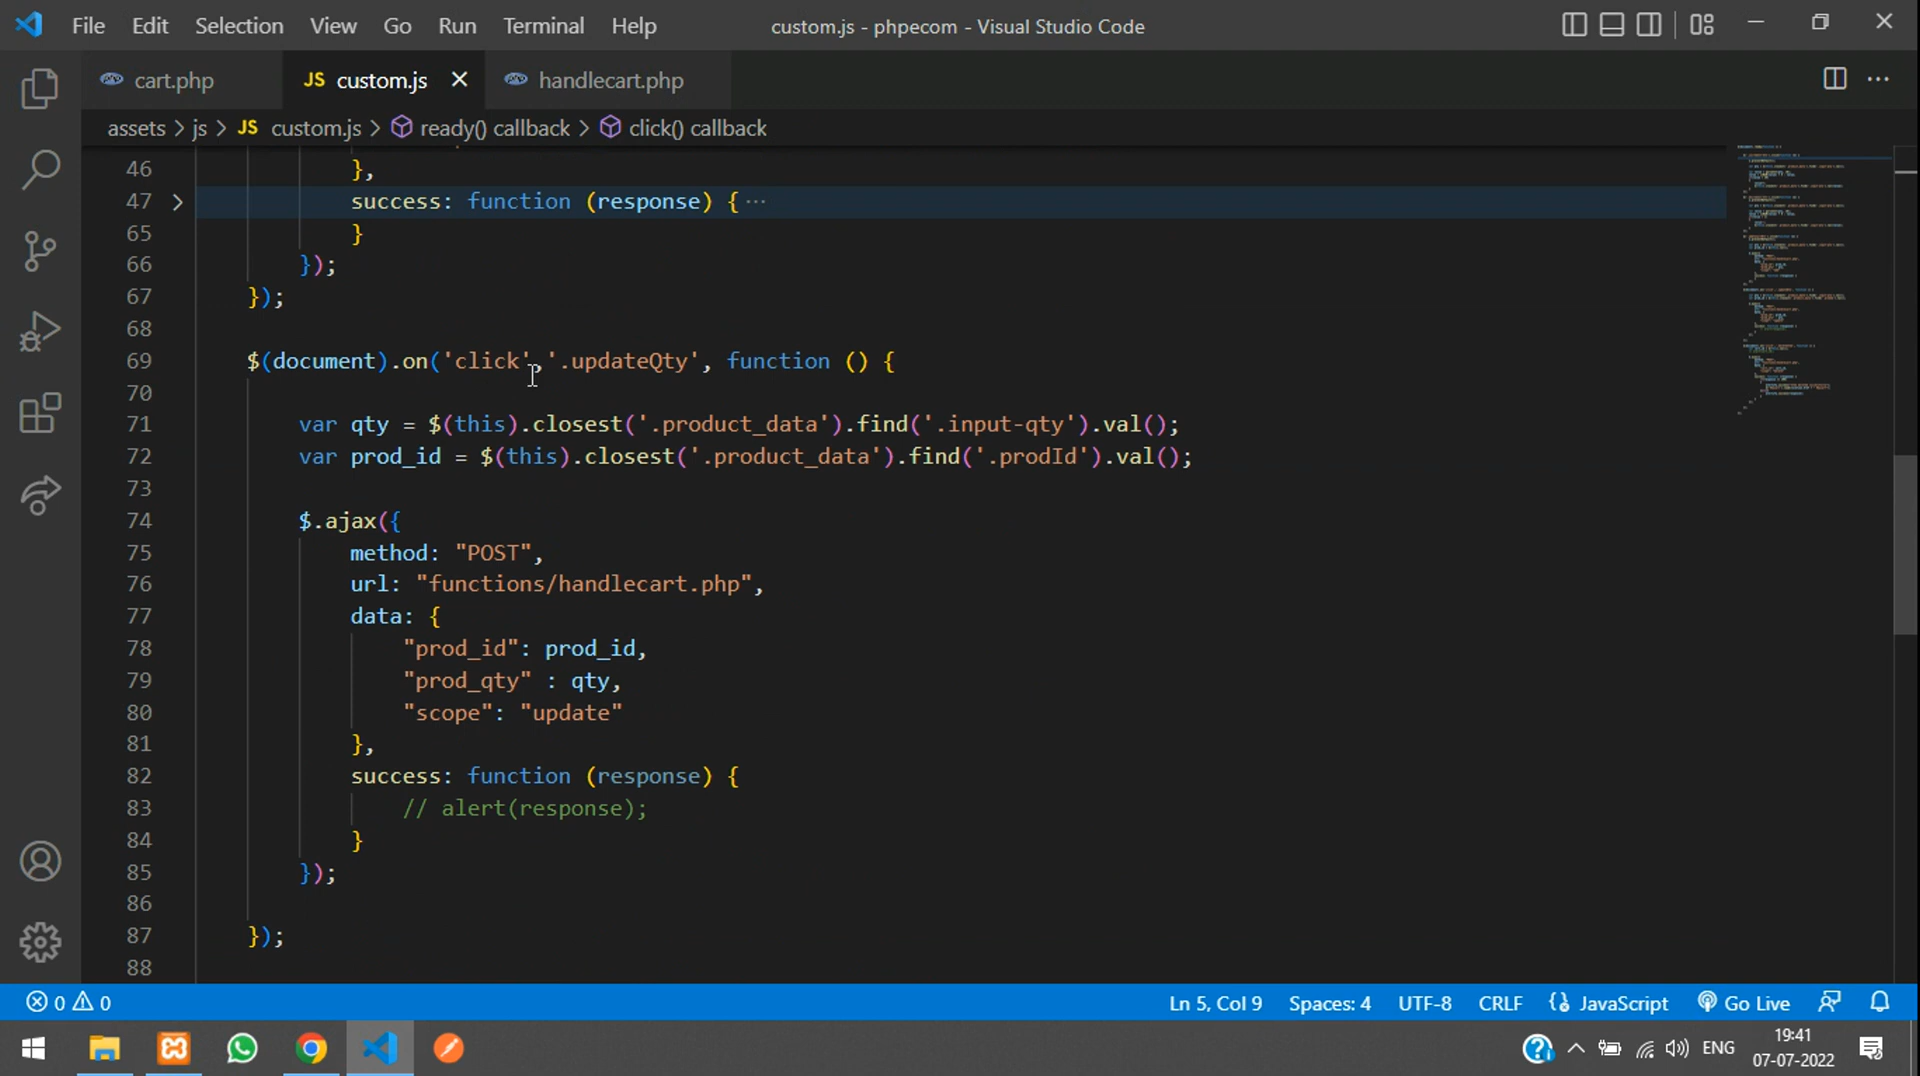 File Edit Selection View Go Run Terminal Help
custom.js - phpecom - Visual Studio Code
cart.php
JS custom.js
handlecart.php
assets > js > JS custom.js > ready() callback > click() callback
46 },
47 success: function (response) { ···
65 }
66 });
67 });
68
69 $(document).on('click','.updateQty', function () {
70
71 var qty = $(this).closest('.product_data').find('.input-qty').val();
72 var prod_id = $(this).closest('.product_data').find('.prodId').val();
73
74 $.ajax({
75 method: "POST",
76 url: "functions/handlecart.php",
77 data: {
78 "prod_id": prod_id,
79 "prod_qty" : qty,
80 "scope": "update"
81 },
82 success: function (response) {
83 // alert(response);
84 }
85 });
86
87 });
88
0 0
Ln 5, Col 9 Spaces: 4 UTF-8 CRLF JavaScript Go Live
ENG
19:41
07-07-2022